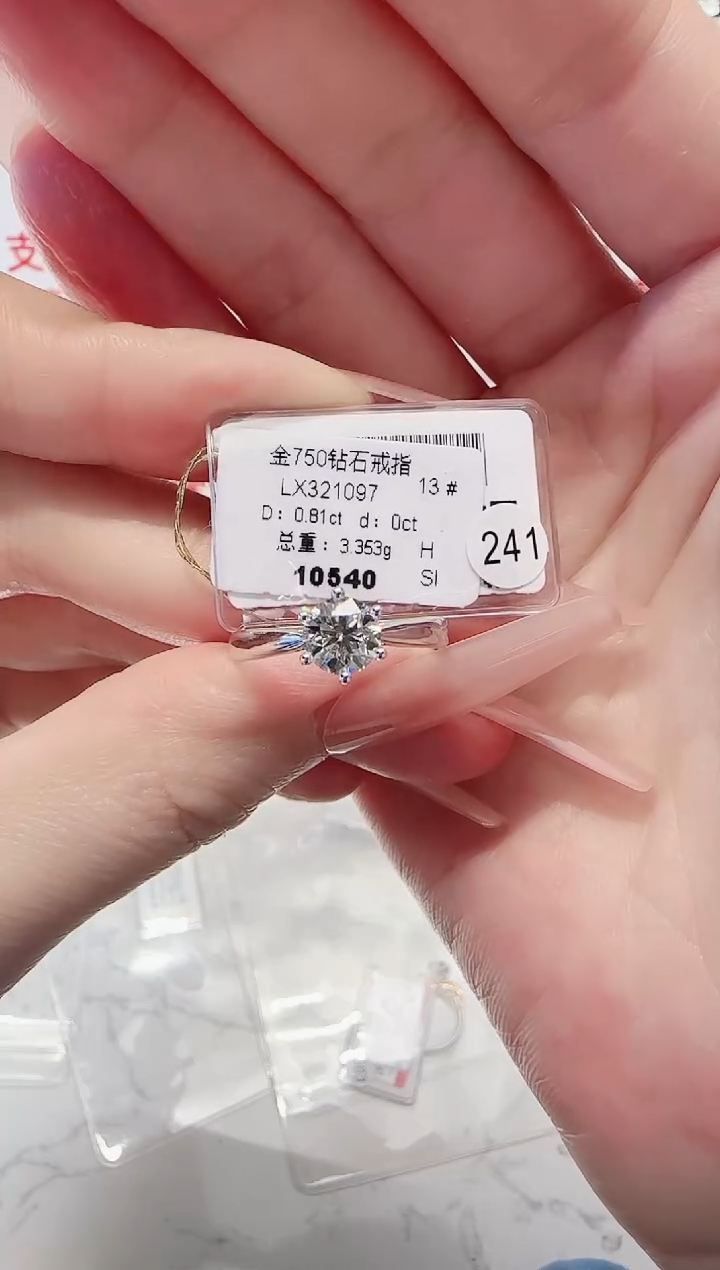 支
金750钻石戒指
LX321097 13#
D: 0.81ct d: 0ct
总重: 3.353g H
10540 SI
241